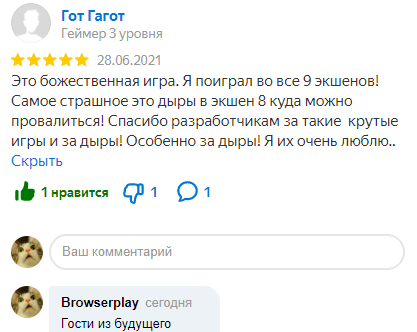 Гот Гагот
Геймер 3 уровня
28.06.2021
Это божественная игра. Я поиграл во все 9 экшенов!
Самое страшное это дыры в экшен 8 куда можно
провалиться! Спасибо разработчикам за такие крутые
игры и за дыры! Особенно за дыры! Я их очень люблю..
Скрыть
1 нравится 1 1
Ваш комментарий
Browserplay сегодня
Гости из будущего